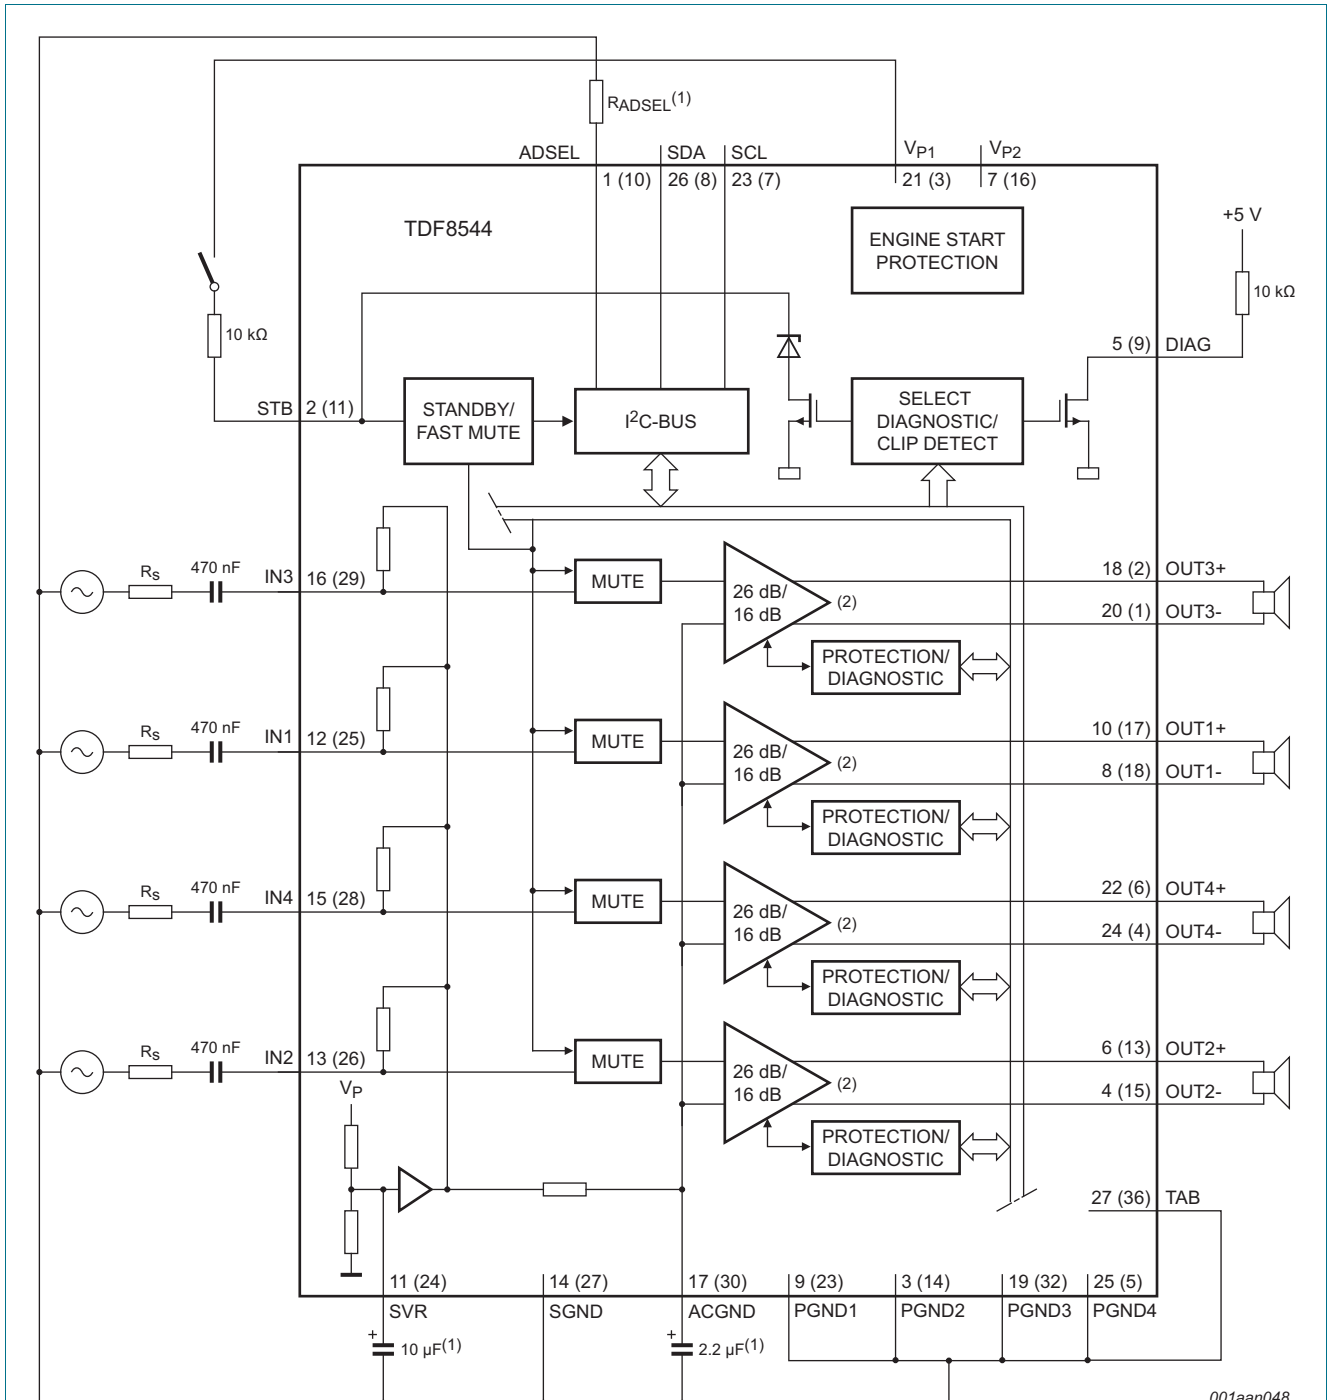 RADSEL(1)
ADSEL
SDA
SCL
VP1
VP2
1 (10)
26 (8)
23 (7)
21 (3)
7 (16)
TDF8544
ENGINE START
PROTECTION
+5 V
10 kΩ
10 kΩ
5 (9)
DIAG
STB
2 (11)
STANDBY/
FAST MUTE
I2C-BUS
SELECT
DIAGNOSTIC/
CLIP DETECT
RS
470 nF
IN3
16 (29)
MUTE
26 dB/
16 dB
(2)
18 (2)
OUT3+
20 (1)
OUT3-
PROTECTION/
DIAGNOSTIC
RS
470 nF
IN1
12 (25)
MUTE
26 dB/
16 dB
(2)
10 (17)
OUT1+
8 (18)
OUT1-
PROTECTION/
DIAGNOSTIC
RS
470 nF
IN4
15 (28)
MUTE
26 dB/
16 dB
(2)
22 (6)
OUT4+
24 (4)
OUT4-
PROTECTION/
DIAGNOSTIC
RS
470 nF
IN2
13 (26)
MUTE
26 dB/
16 dB
(2)
6 (13)
OUT2+
4 (15)
OUT2-
PROTECTION/
DIAGNOSTIC
VP
27 (36)
TAB
11 (24)
14 (27)
17 (30)
9 (23)
3 (14)
19 (32)
25 (5)
SVR
SGND
ACGND
PGND1
PGND2
PGND3
PGND4
+
10 µF(1)
+
2.2 µF(1)
001aan048